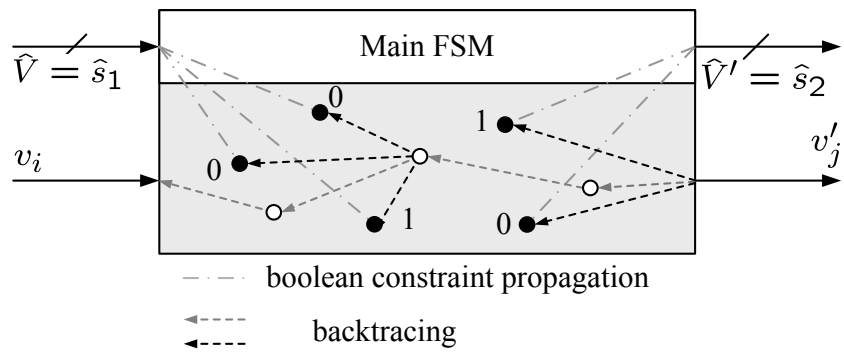 Main FSM
V̂ = ŝ₁
V̂′ = ŝ₂
0
1
vᵢ
0
v′ⱼ
1
0
boolean constraint propagation
backtracing